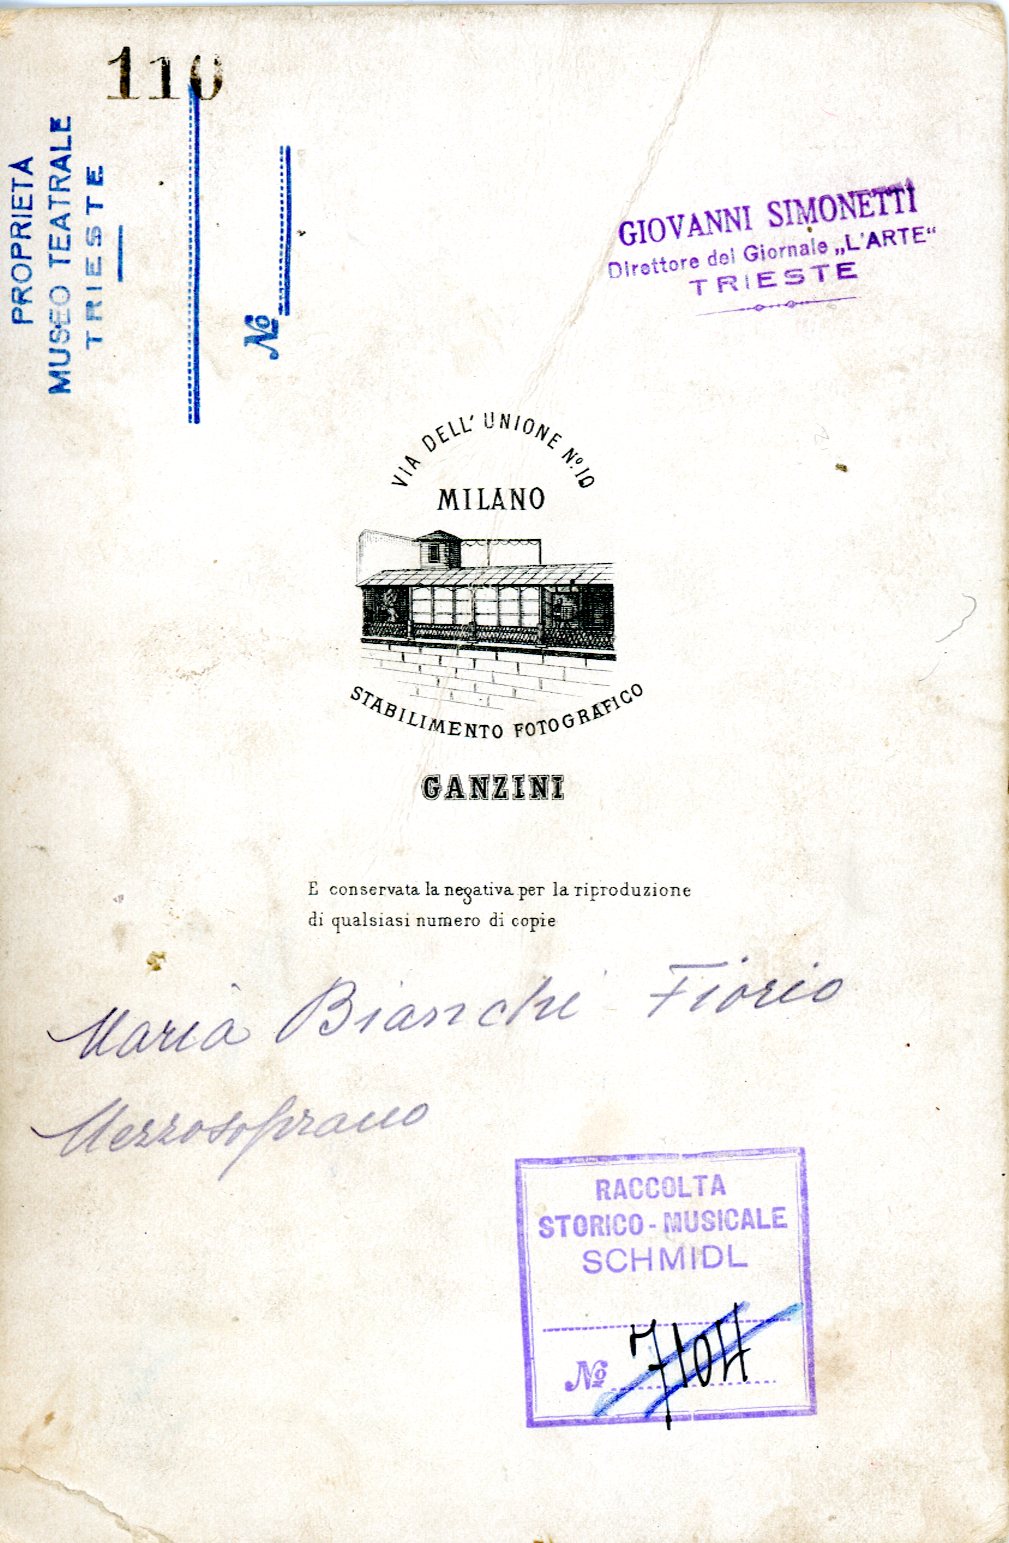 110
PROPRIETÀ
MUSEO TEATRALE
TRIESTE
No
GIOVANNI SIMONETTI
Direttore del Giornale „L'ARTE“
TRIESTE
VIA DELL' UNIONE No. 10
MILANO
STABILIMENTO FOTOGRAFICO
GANZINI
E conservata la negativa per la riproduzione
di qualsiasi numero di copie
Maria Bianchi Fiorio
Mezzosoprano
RACCOLTA
STORICO-MUSICALE
SCHMIDL
No 7104